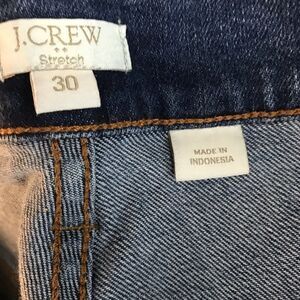 J.CREW
Stretch
30
MADE IN
INDONESIA